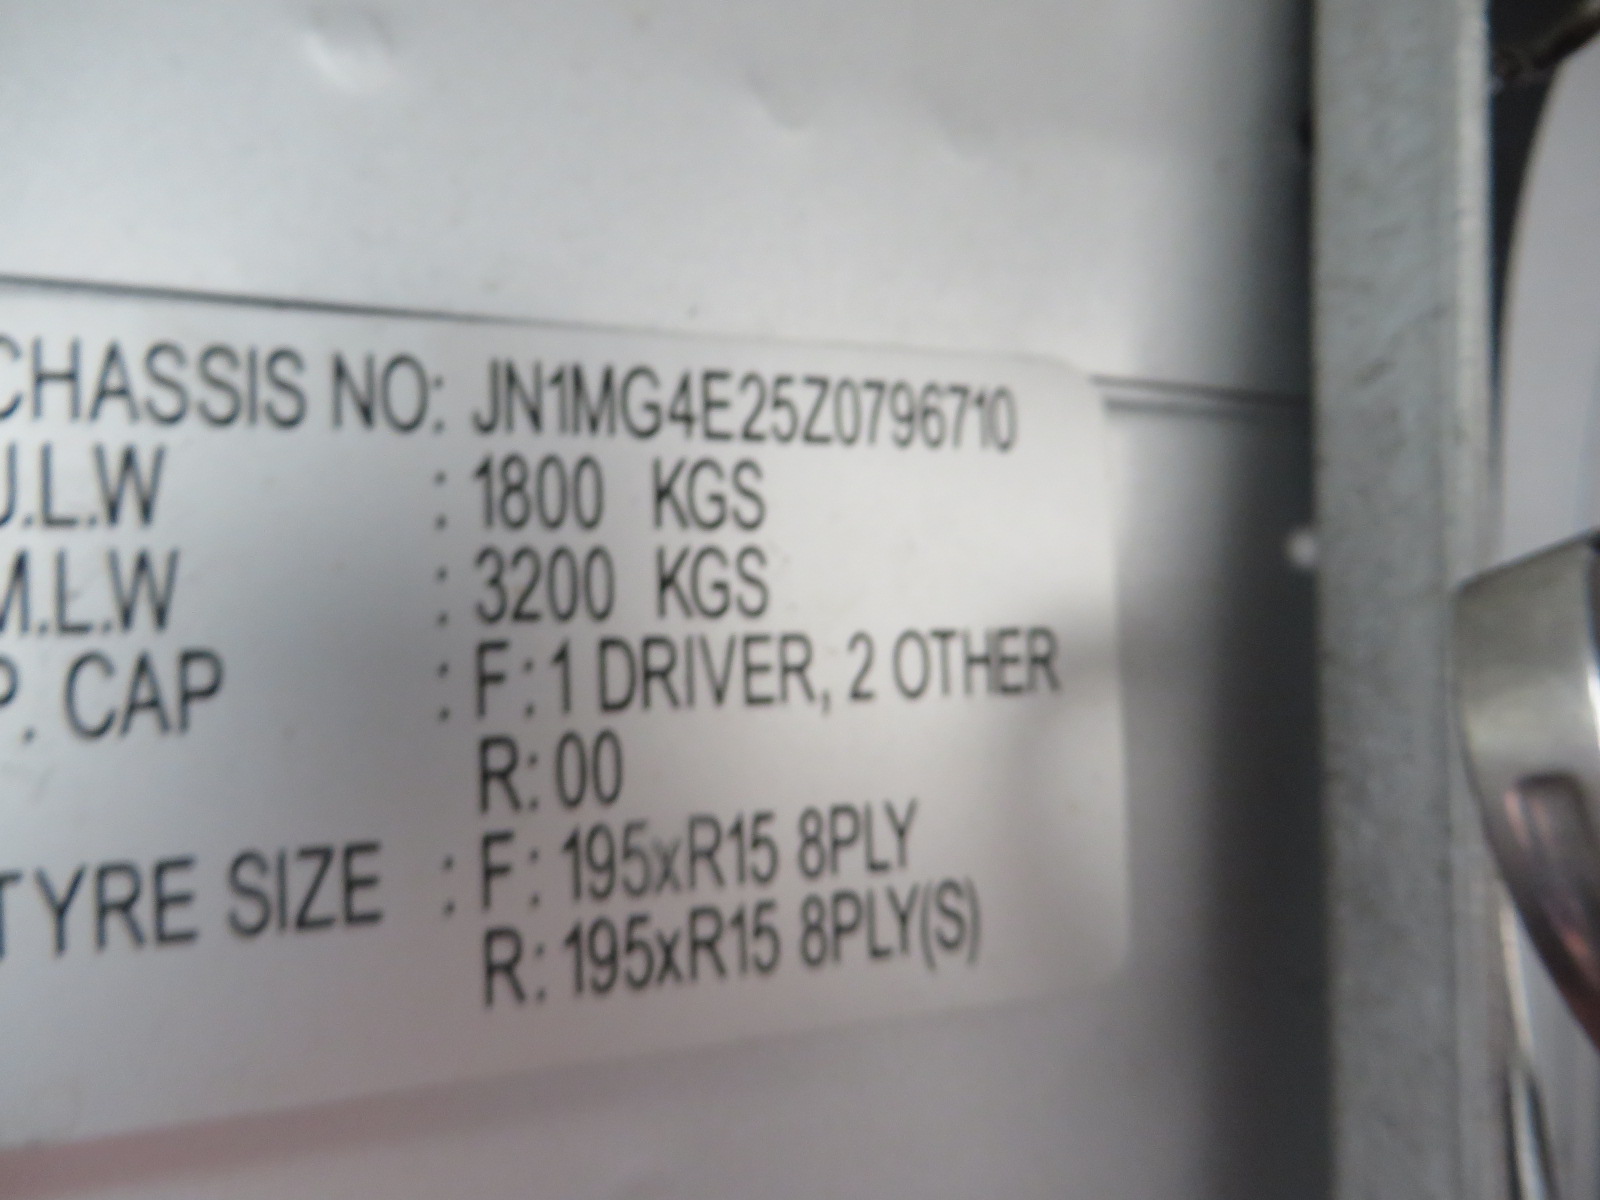 CHASSIS NO: JN1MG4E25Z0796710
U.L.W : 1800 KGS
M.L.W : 3200 KGS
P. CAP : F: 1 DRIVER, 2 OTHER
R: 00
TYRE SIZE : F: 195xR15 8PLY
R: 195xR15 8PLY(S)